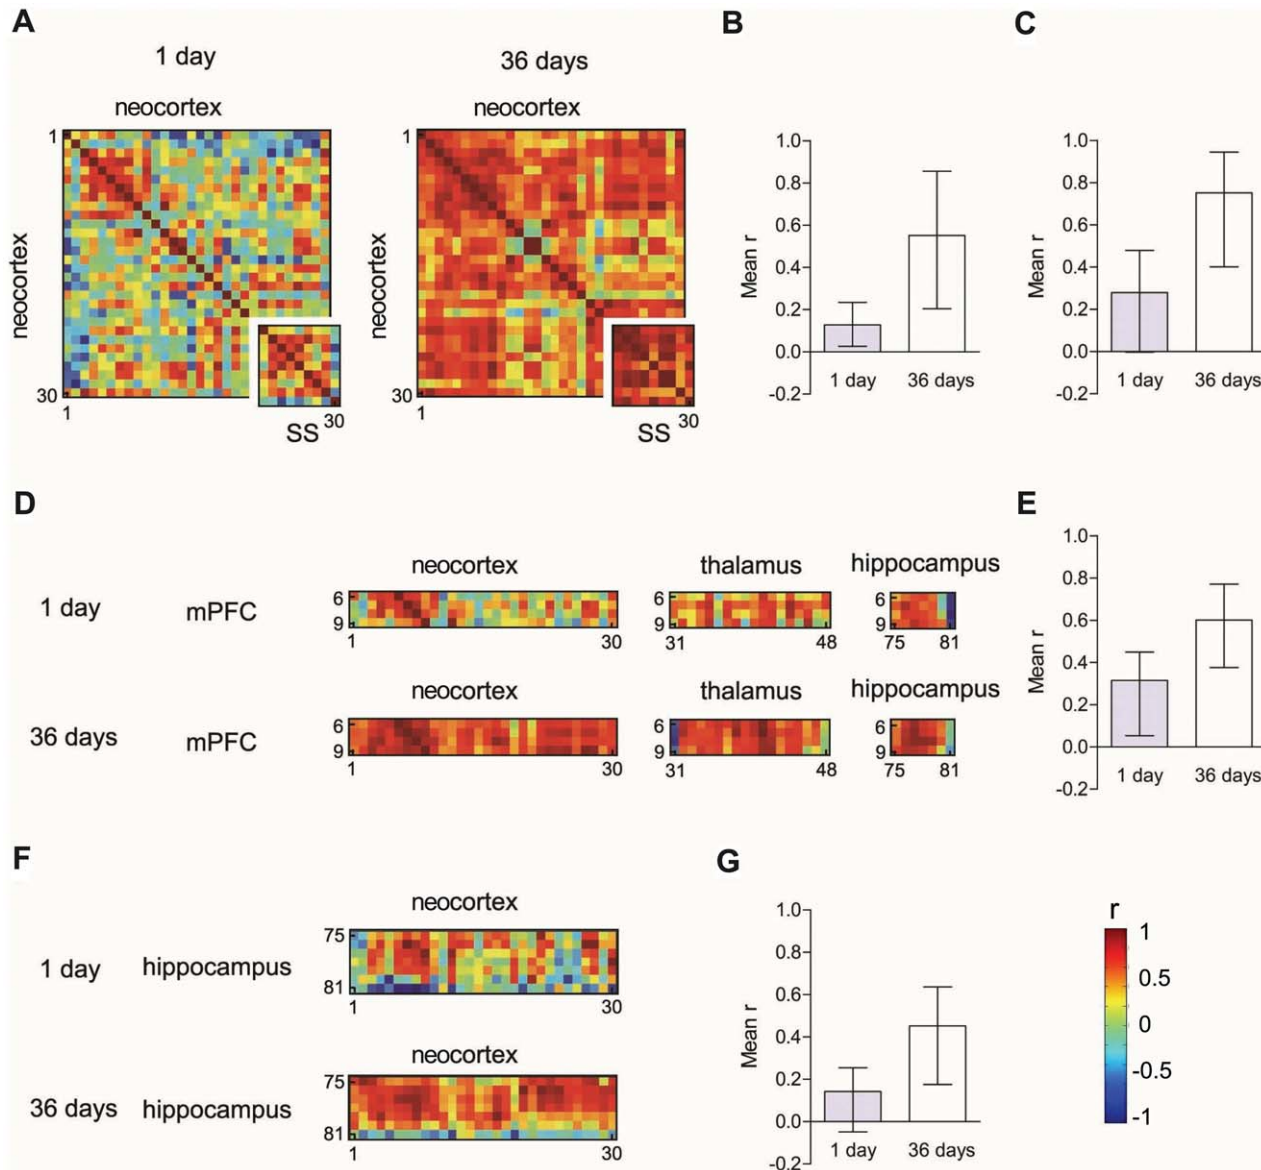 A
1 day
36 days
neocortex
neocortex
neocortex
neocortex
1
30
1
SS
30
1
30
1
SS
30
B
1.0
0.8
0.6
0.4
0.2
0.0
-0.2
Mean r
1 day
36 days
C
1.0
0.8
0.6
0.4
0.2
0.0
-0.2
Mean r
1 day
36 days
D
neocortex
thalamus
hippocampus
1 day
mPFC
6
9
1
30
6
9
31
48
6
9
75
81
neocortex
thalamus
hippocampus
36 days
mPFC
6
9
1
30
6
9
31
48
6
9
75
81
E
1.0
0.8
0.6
0.4
0.2
0.0
-0.2
Mean r
1 day
36 days
F
neocortex
1 day
hippocampus
75
81
1
30
neocortex
36 days
hippocampus
75
81
1
30
G
1.0
0.8
0.6
0.4
0.2
0.0
-0.2
Mean r
1 day
36 days
r
1
0.5
0
-0.5
-1